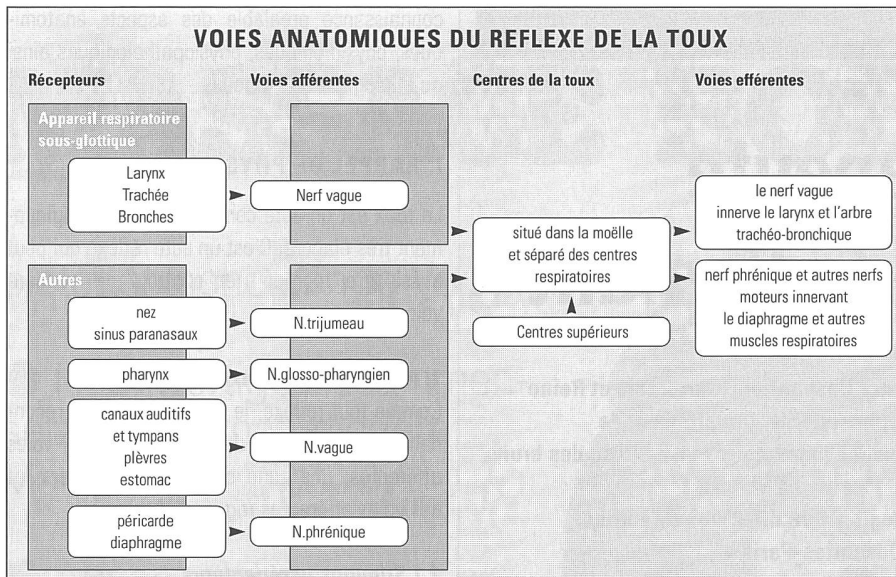 VOIES ANATOMIQUES DU REFLEXE DE LA TOUX
Récepteurs
Voies afférentes
Centres de la toux
Voies efférentes
Appareil respiratoire
sous-glottique
Larynx
Trachée
Bronches
Nerf vague
Autres
nez
sinus paranasaux
N.trijumeau
pharynx
N.glosso-pharyngien
canaux auditifs
et tympans
plèvres
estomac
N.vague
péricarde
diaphragme
N.phrénique
situé dans la moëlle
et séparé des centres
respiratoires
Centres supérieurs
le nerf vague
innerve le larynx et l'arbre
trachéo-bronchique
nerf phrénique et autres nerfs
moteurs innervant
le diaphragme et autres
muscles respiratoires